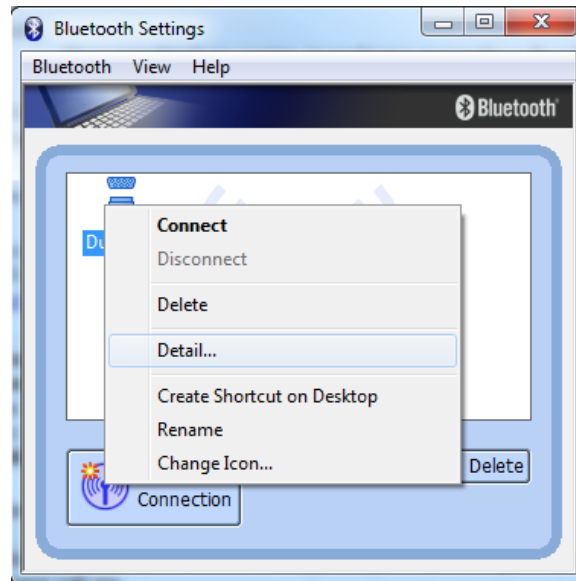 Bluetooth Settings
Bluetooth View Help
Bluetooth
Connect
Disconnect
Delete
Detail...
Create Shortcut on Desktop
Rename
Change Icon...
Delete
Connection